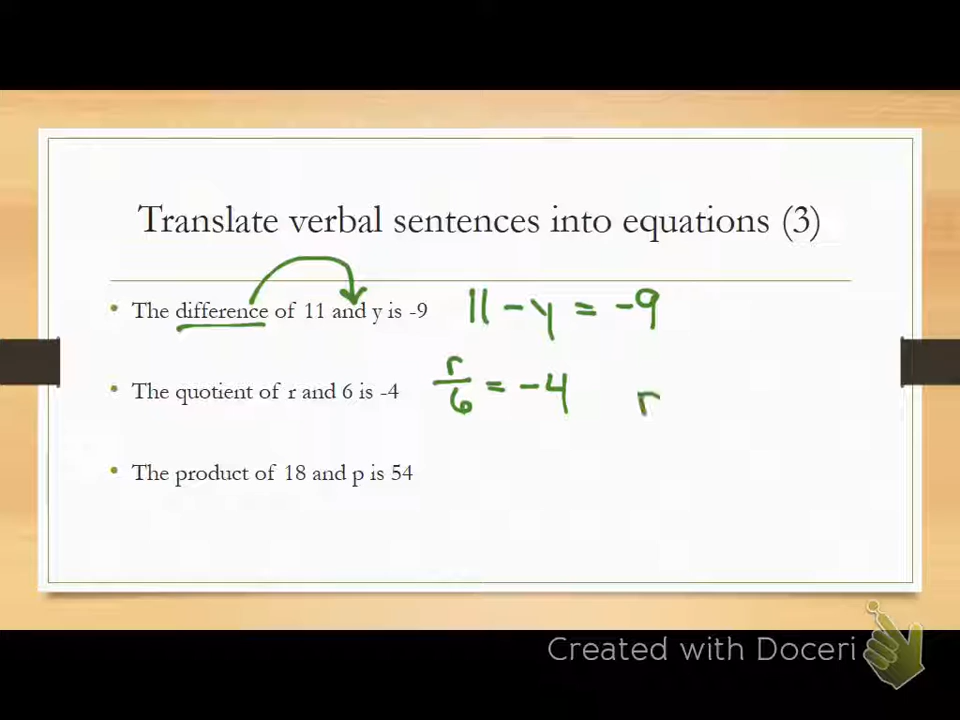 Translate verbal sentences into equations (3)
• The difference of 11 and y is -9 11 - y = -9
• The quotient of r and 6 is -4 r/6 = -4 r
• The product of 18 and p is 54
Created with Doceri